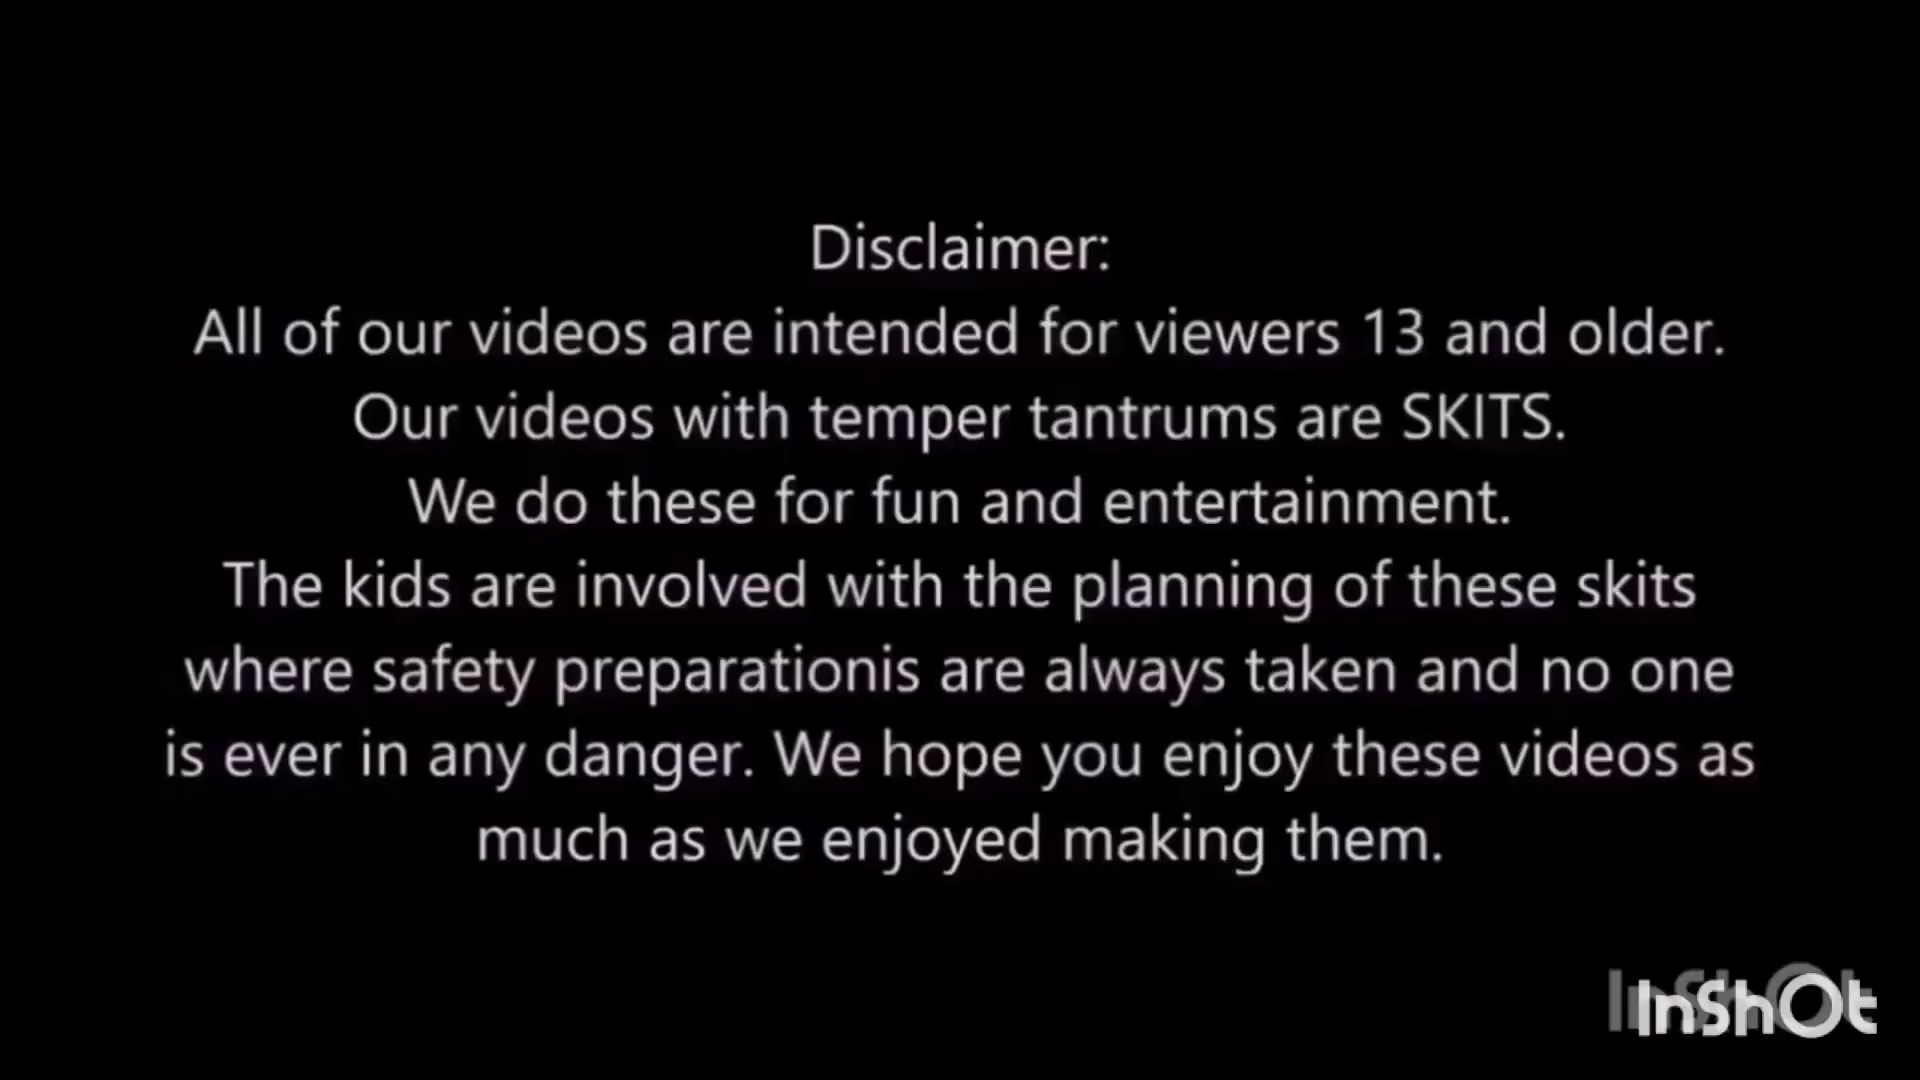 Disclaimer:
All of our videos are intended for viewers 13 and older.
Our videos with temper tantrums are SKITS.
We do these for fun and entertainment.
The kids are involved with the planning of these skits
where safety preparationis are always taken and no one
is ever in any danger. We hope you enjoy these videos as
much as we enjoyed making them.
InShOt
InShOt